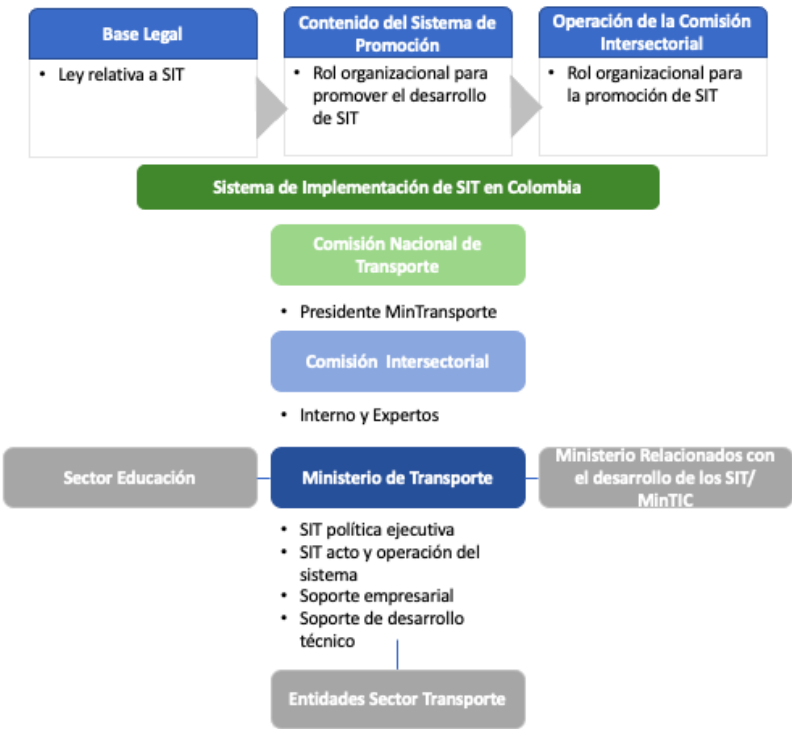 Base Legal
• Ley relativa a SIT
Contenido del Sistema de
Promoción
• Rol organizacional para
promover el desarrollo
de SIT
Operación de la Comisión
Intersectorial
• Rol organizacional para
la promoción de SIT
Sistema de Implementación de SIT en Colombia
Comisión Nacional de
Transporte
• Presidente MinTransporte
Comisión Intersectorial
• Interno y Expertos
Sector Educación
Ministerio de Transporte
Ministerio Relacionados con
el desarrollo de los SIT/
MinTIC
• SIT política ejecutiva
• SIT acto y operación del
sistema
• Soporte empresarial
• Soporte de desarrollo
técnico
Entidades Sector Transporte